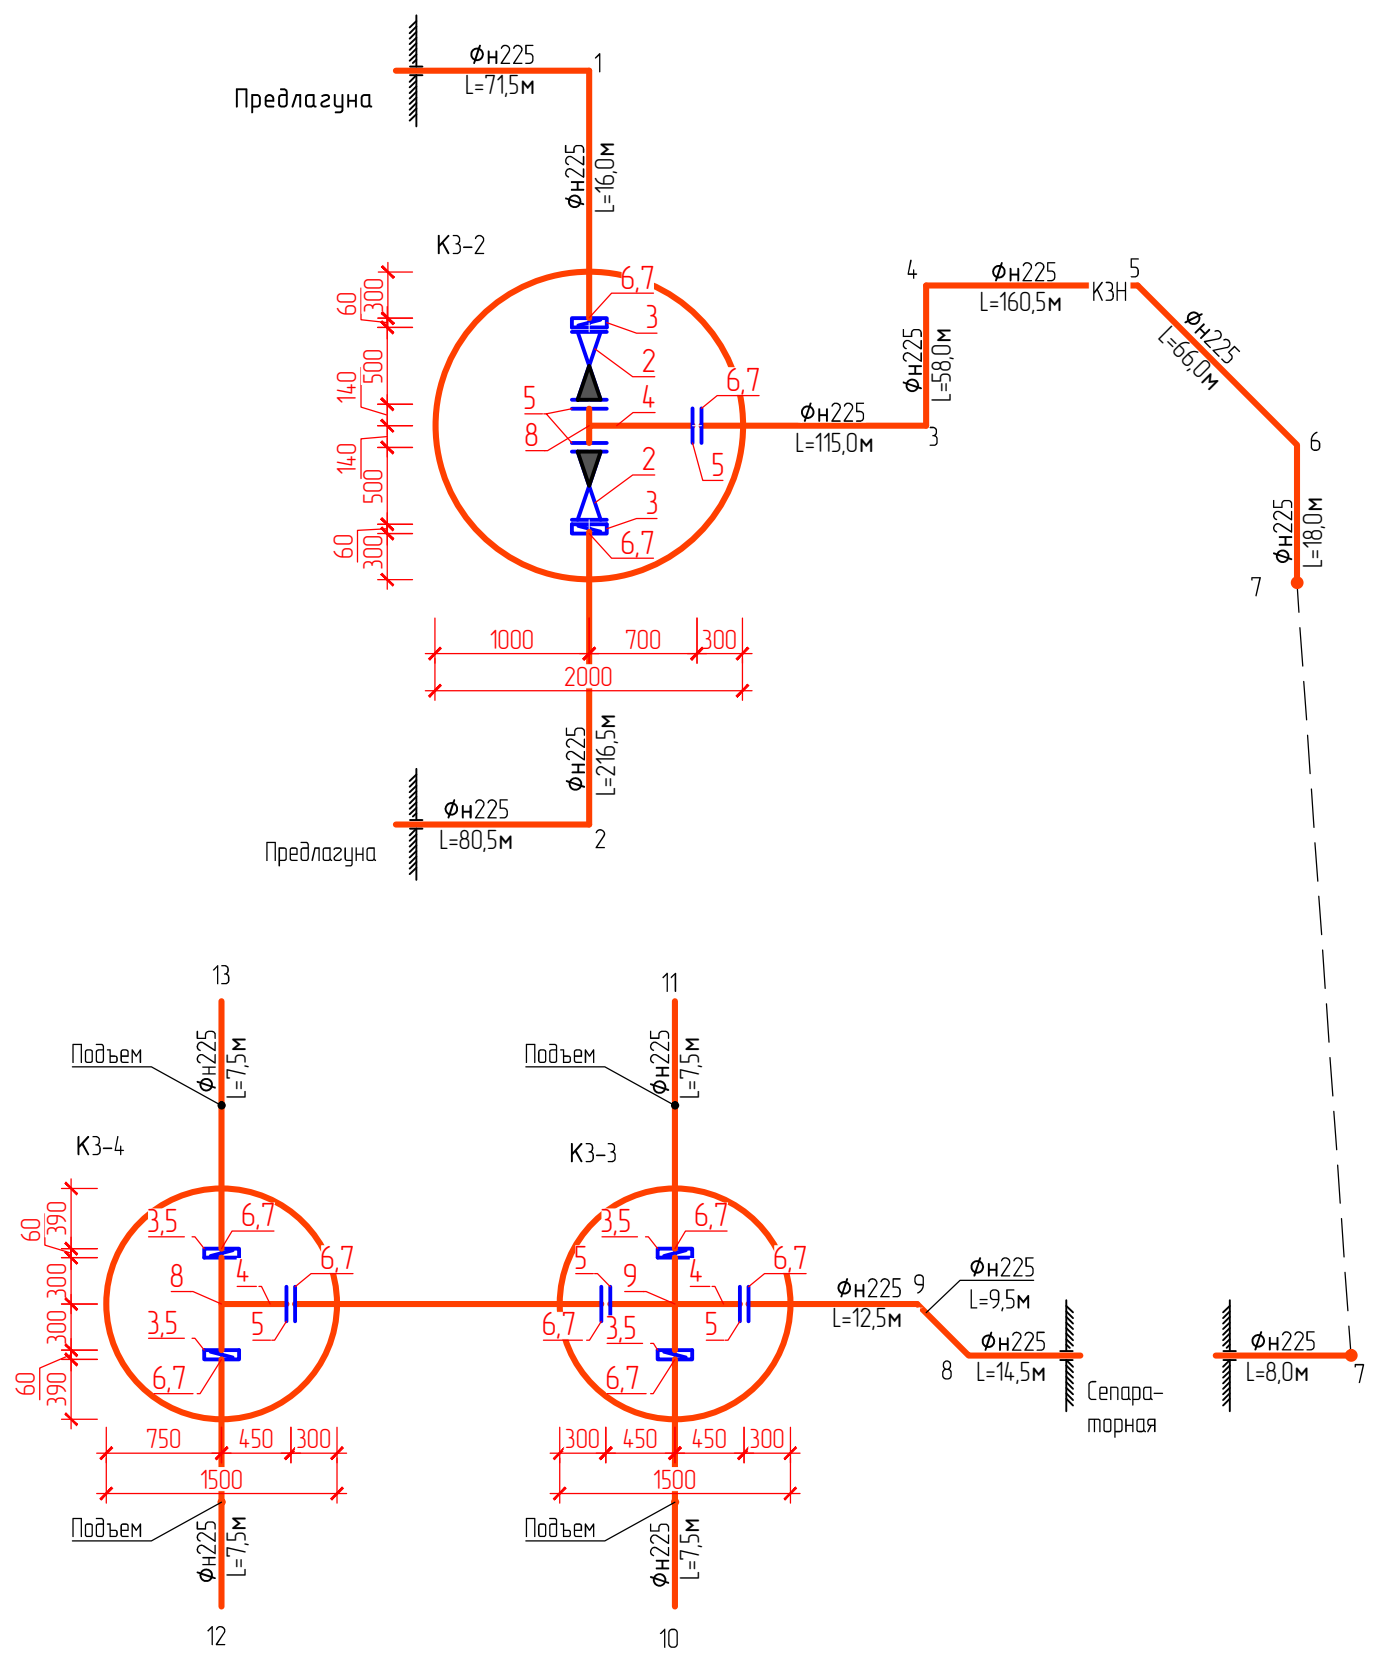 Фн225
L=71,5м
1
Предлагуна
Фн225
L=16,0м
КЗ-2
6,7
3
2
5
4
8
6,7
5
2
3
6,7
60
300
500
140
140
500
60
300
1000
700
300
2000
Фн225
L=115,0м
3
Фн225
L=58,0м
4
Фн225
L=160,5м
КЗН
5
Фн225
L=66,0м
6
Фн225
L=18,0м
7
Фн225
L=216,5м
Фн225
L=80,5м
2
Предлагуна
13
Фн225
L=7,5м
Подъем
КЗ-4
3,5
6,7
8
4
6,7
5
3,5
6,7
60
390
300
300
60
390
750
450
300
1500
Подъем
Фн225
L=7,5м
12
11
Фн225
L=7,5м
Подъем
КЗ-3
3,5
6,7
5
9
4
6,7
6,7
3,5
5
6,7
300
450
450
300
1500
Подъем
Фн225
L=7,5м
10
Фн225
L=12,5м
9
Фн225
L=9,5м
8
Фн225
L=14,5м
Сепара-
торная
Фн225
L=8,0м
7